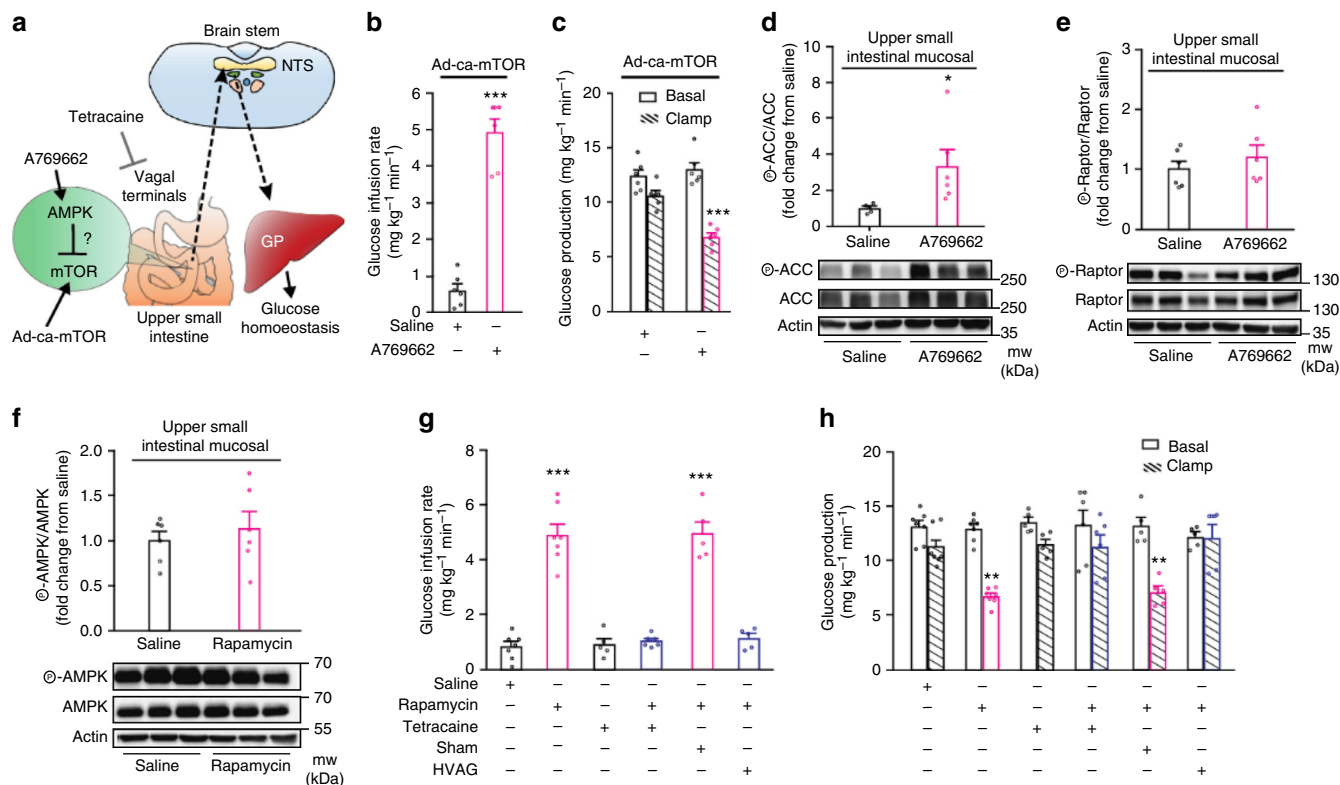 a
Brain stem
NTS
Tetracaine
A769662
Vagal
terminals
AMPK
?
mTOR
GP
Ad-ca-mTOR
Upper small
intestine
Glucose
homoeostasis
b
Ad-ca-mTOR
Glucose infusion rate
(mg kg⁻¹ min⁻¹)
6
5
4
3
2
1
0
***
Saline + –
A769662 – +
c
Ad-ca-mTOR
Basal
Clamp
Glucose production (mg kg⁻¹ min⁻¹)
20
15
10
5
0
***
+ –
– +
d
Upper small
intestinal mucosal
ⓟ-ACC/ACC
(fold change from saline)
10
8
6
4
2
0
*
Saline A769662
ⓟ-ACC 250
ACC 250
Actin 35
Saline A769662 mw
(kDa)
e
Upper small
intestinal mucosal
ⓟ-Raptor/Raptor
(fold change from saline)
3
2
1
0
Saline A769662
ⓟ-Raptor 130
Raptor 130
Actin 35
Saline A769662 mw
(kDa)
f
Upper small
intestinal mucosal
ⓟ-AMPK/AMPK
(fold change from saline)
2.0
1.5
1.0
0.5
0.0
Saline Rapamycin
ⓟ-AMPK 70
AMPK 70
Actin 55
Saline Rapamycin mw
(kDa)
g
Glucose infusion rate
(mg kg⁻¹ min⁻¹)
8
6
4
2
0
*** ***
Saline + – – – – –
Rapamycin – + – + + +
Tetracaine – – + + – –
Sham – – – – + –
HVAG – – – – – +
h
Basal
Clamp
Glucose production
(mg kg⁻¹ min⁻¹)
20
15
10
5
0
** **
+ – – – – –
– + – + + +
– – + + – –
– – – – + –
– – – – – +